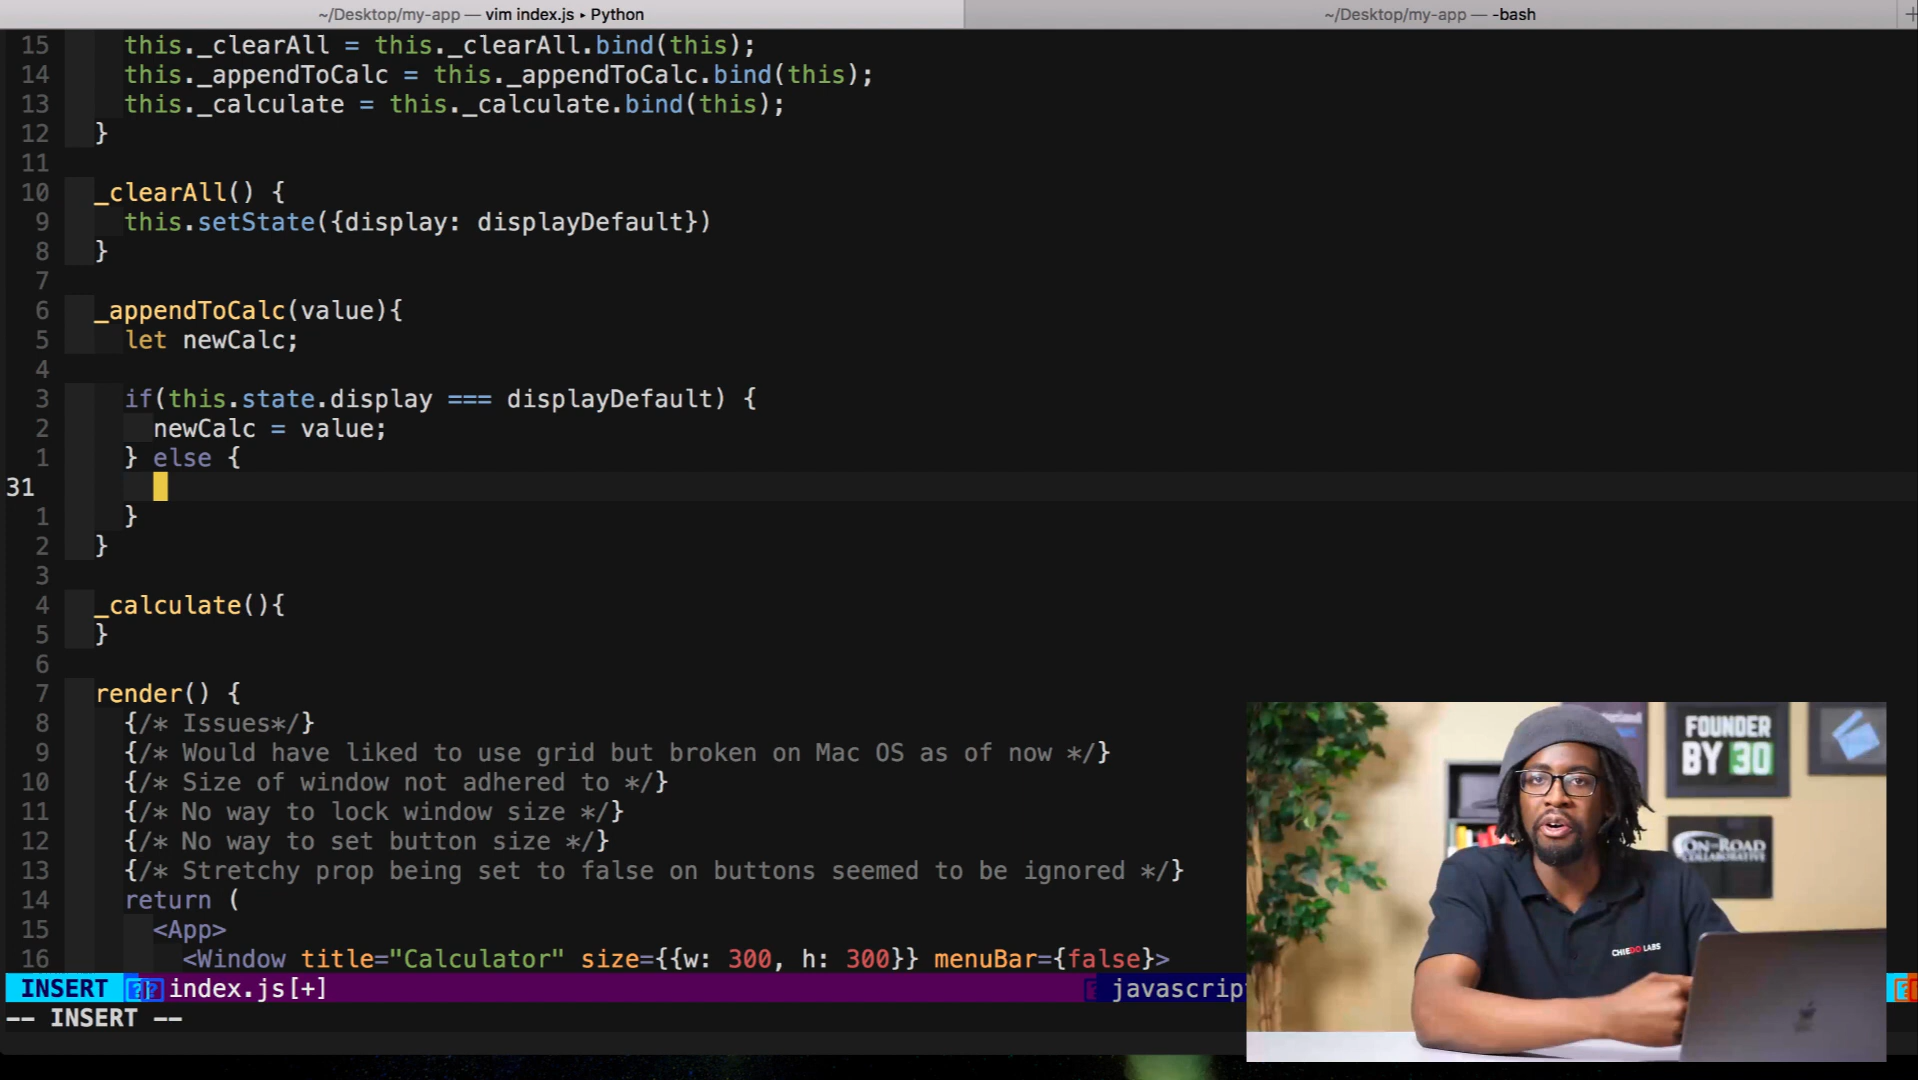 ~/Desktop/my-app — vim index.js ▸ Python
~/Desktop/my-app — -bash
15 this._clearAll = this._clearAll.bind(this);
14 this._appendToCalc = this._appendToCalc.bind(this);
13 this._calculate = this._calculate.bind(this);
12 }
11
10 _clearAll() {
9 this.setState({display: displayDefault})
8 }
7
6 _appendToCalc(value){
5 let newCalc;
4
3 if(this.state.display === displayDefault) {
2 newCalc = value;
1 } else {
31
1 }
2 }
3
4 _calculate(){
5 }
6
7 render() {
8 {/* Issues*/}
9 {/* Would have liked to use grid but broken on Mac OS as of now */}
10 {/* Size of window not adhered to */}
11 {/* No way to lock window size */}
12 {/* No way to set button size */}
13 {/* Stretchy prop being set to false on buttons seemed to be ignored */}
14 return (
15 <App>
16 <Window title="Calculator" size={{w: 300, h: 300}} menuBar={false}>
INSERT index.js[+] javascrip
-- INSERT --
FOUNDER
BY 30
ON-ROAD
COLLABORATIVE
CHIEDO LABS